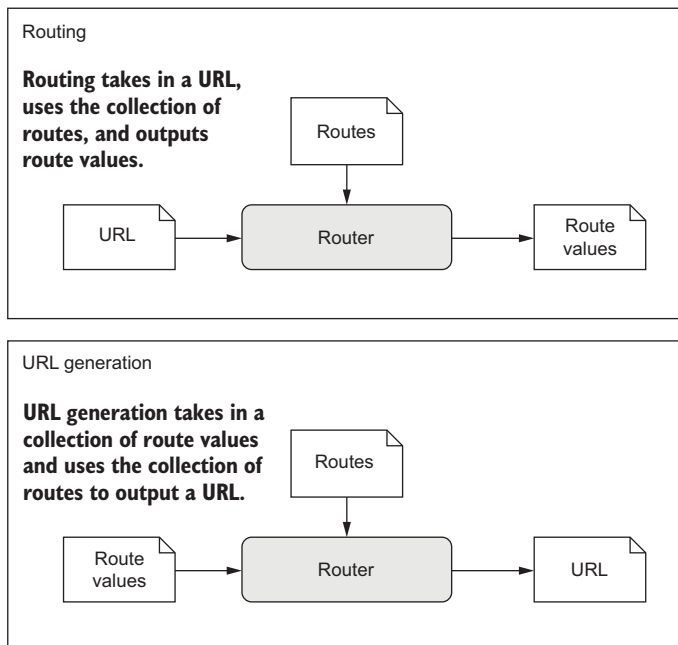 Routing
Routing takes in a URL,
uses the collection of
routes, and outputs
route values.
Routes
URL
Router
Route
values
URL generation
URL generation takes in a
collection of route values
and uses the collection of
routes to output a URL.
Routes
Route
values
Router
URL